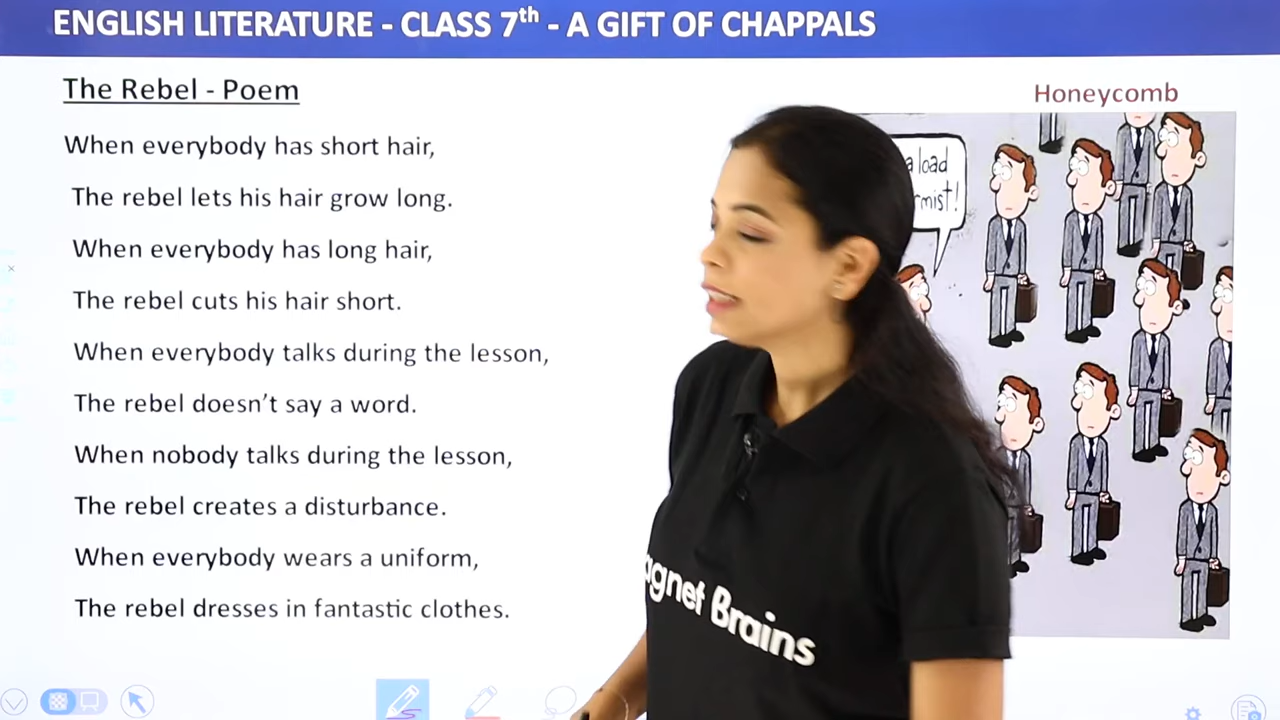 ENGLISH LITERATURE - CLASS 7th - A GIFT OF CHAPPALS
The Rebel - Poem
Honeycomb
When everybody has short hair,
The rebel lets his hair grow long.
When everybody has long hair,
The rebel cuts his hair short.
When everybody talks during the lesson,
The rebel doesn't say a word.
When nobody talks during the lesson,
The rebel creates a disturbance.
When everybody wears a uniform,
The rebel dresses in fantastic clothes.
a load
Brains